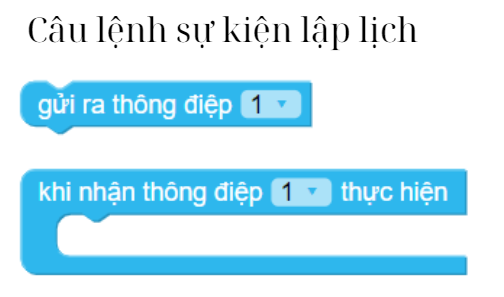 Câu lệnh sự kiện lập lịch
gửi ra thông điệp 1
khi nhận thông điệp 1 thực hiện